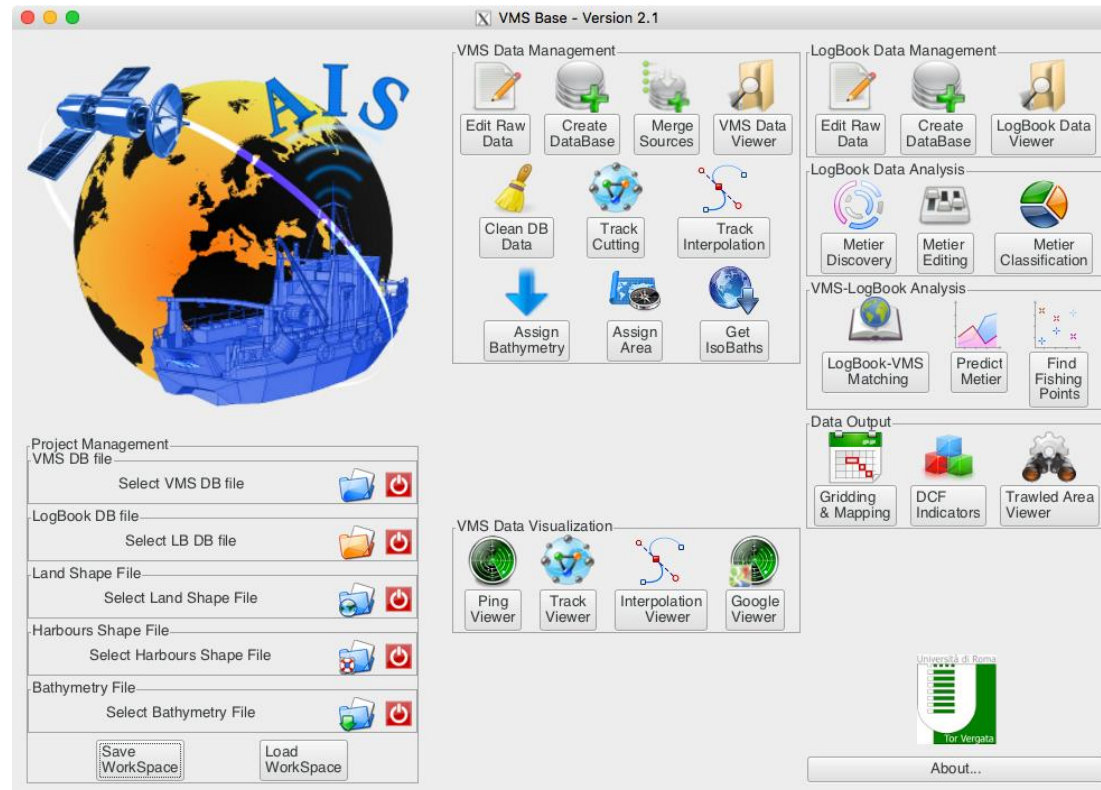 VMS Base - Version 2.1
AIS
Project Management
VMS DB file
Select VMS DB file
LogBook DB file
Select LB DB file
Land Shape File
Select Land Shape File
Harbours Shape File
Select Harbours Shape File
Bathymetry File
Select Bathymetry File
Save
WorkSpace
Load
WorkSpace
VMS Data Management
Edit Raw
Data
Create
DataBase
Merge
Sources
VMS Data
Viewer
Clean DB
Data
Track
Cutting
Track
Interpolation
Assign
Bathymetry
Assign
Area
Get
IsoBaths
VMS Data Visualization
Ping
Viewer
Track
Viewer
Interpolation
Viewer
Google
Viewer
LogBook Data Management
Edit Raw
Data
Create
DataBase
LogBook Data
Viewer
LogBook Data Analysis
Metier
Discovery
Metier
Editing
Metier
Classification
VMS-LogBook Analysis
LogBook-VMS
Matching
Predict
Metier
Find
Fishing
Points
Data Output
Gridding
& Mapping
DCF
Indicators
Trawled Area
Viewer
Università di Roma
Tor Vergata
About...